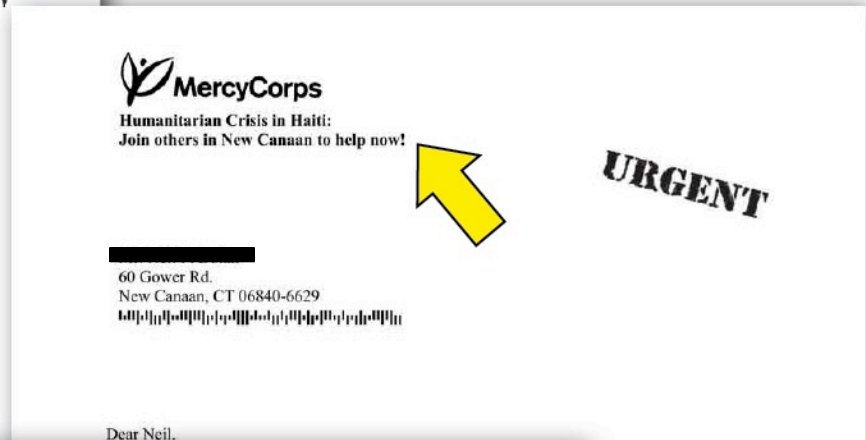 MercyCorps
Humanitarian Crisis in Haiti:
Join others in New Canaan to help now!
URGENT
60 Gower Rd.
New Canaan, CT 06840-6629
Dear Neil,